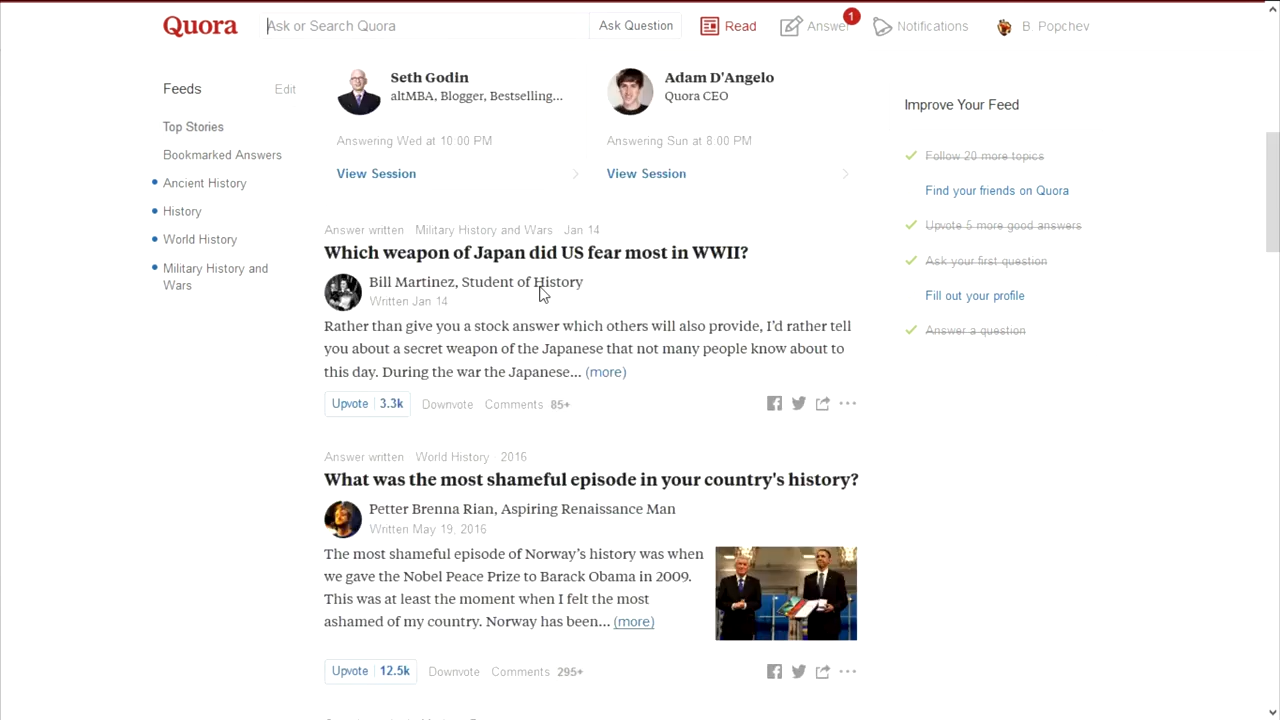 Quora
Ask or Search Quora
Ask Question
Read
Answer
1
Notifications
B. Popchev
Feeds
Edit
Top Stories
Bookmarked Answers
Ancient History
History
World History
Military History and
Wars
Seth Godin
altMBA, Blogger, Bestselling...
Answering Wed at 10:00 PM
View Session
Adam D'Angelo
Quora CEO
Answering Sun at 8:00 PM
View Session
Answer written Military History and Wars Jan 14
Which weapon of Japan did US fear most in WWII?
Bill Martinez, Student of History
Written Jan 14
Rather than give you a stock answer which others will also provide, I’d rather tell
you about a secret weapon of the Japanese that not many people know about to
this day. During the war the Japanese... (more)
Upvote 3.3k Downvote Comments 85+
Answer written World History · 2016
What was the most shameful episode in your country's history?
Petter Brenna Rian, Aspiring Renaissance Man
Written May 19, 2016
The most shameful episode of Norway’s history was when
we gave the Nobel Peace Prize to Barack Obama in 2009.
This was at least the moment when I felt the most
ashamed of my country. Norway has been... (more)
Upvote 12.5k Downvote Comments 295+
Improve Your Feed
Follow 20 more topics
Find your friends on Quora
Upvote 5 more good answers
Ask your first question
Fill out your profile
Answer a question